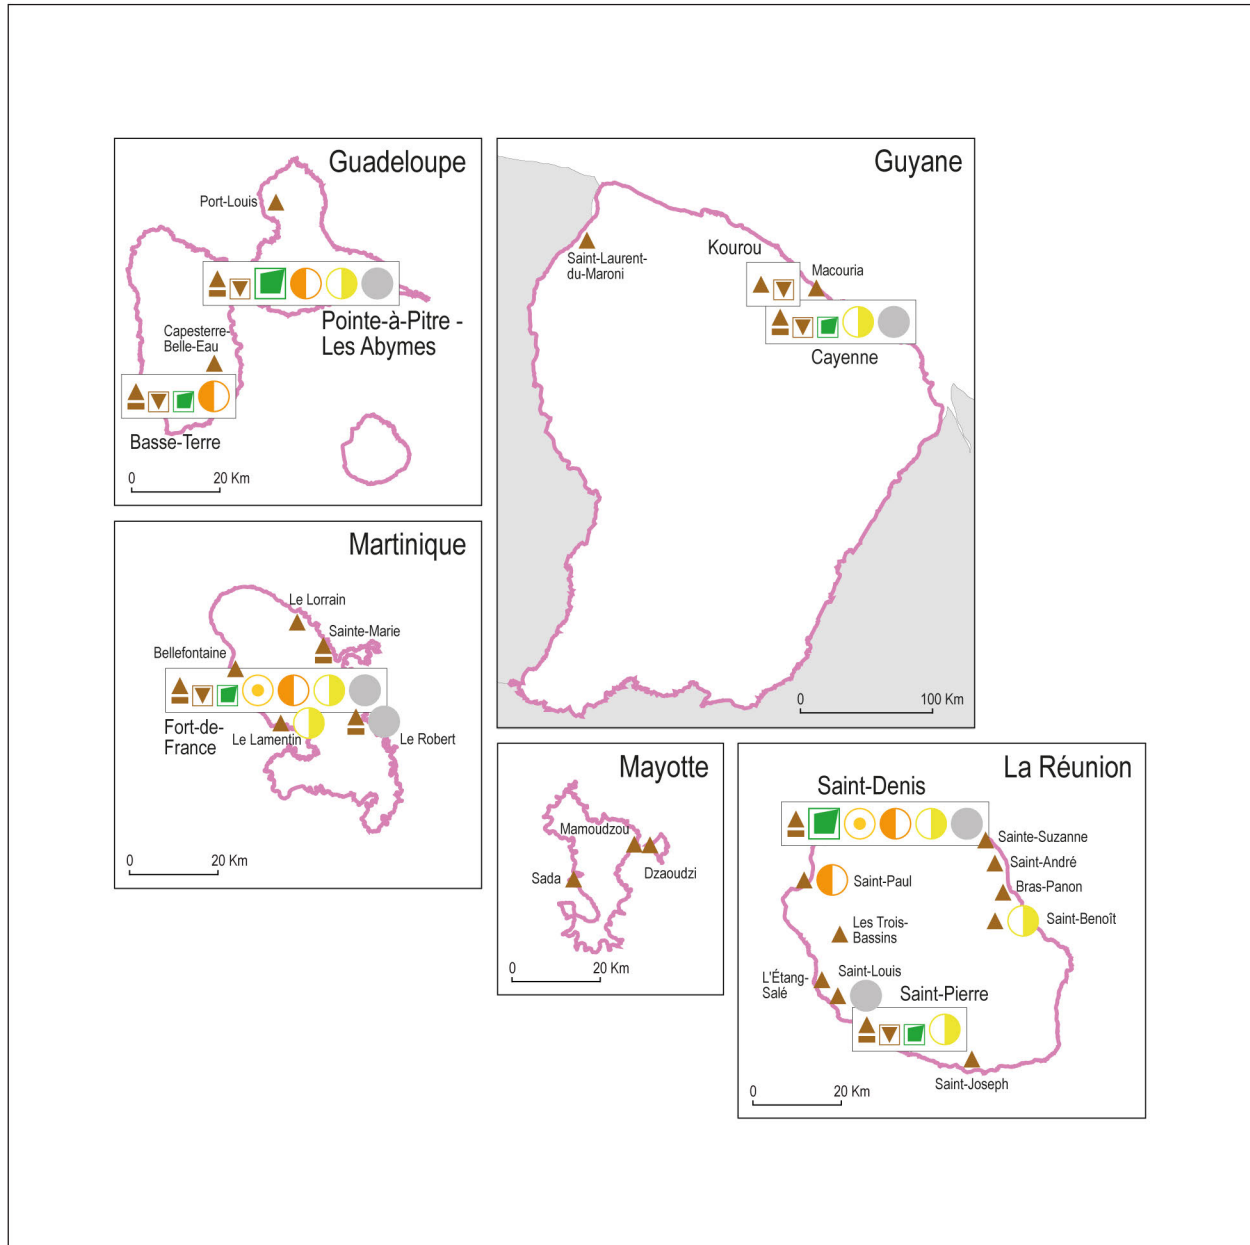 Guadeloupe
Port-Louis
Pointe-à-Pitre -
Les Abymes
Capesterre-
Belle-Eau
Basse-Terre
0 20 Km
Guyane
Kourou
Saint-Laurent-
du-Maroni
Macouria
Cayenne
0 100 Km
Martinique
Le Lorrain
Sainte-Marie
Bellefontaine
Fort-de-
France
Le Lamentin
Le Robert
0 20 Km
Mayotte
Mamoudzou
Dzaoudzi
Sada
0 20 Km
La Réunion
Saint-Denis
Sainte-Suzanne
Saint-André
Bras-Panon
Saint-Paul
Saint-Benoît
Les Trois-
Bassins
L'Étang-
Salé
Saint-Louis
Saint-Pierre
Saint-Joseph
0 20 Km